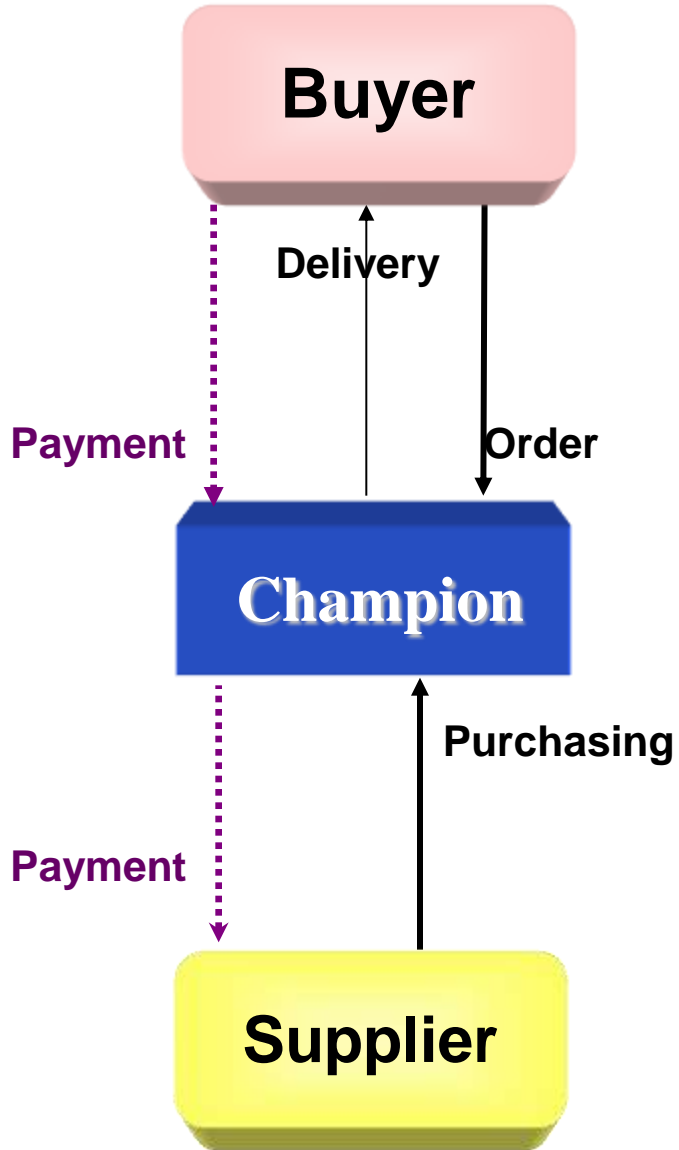 Buyer
Delivery
Payment
Order
Champion
Purchasing
Payment
Supplier